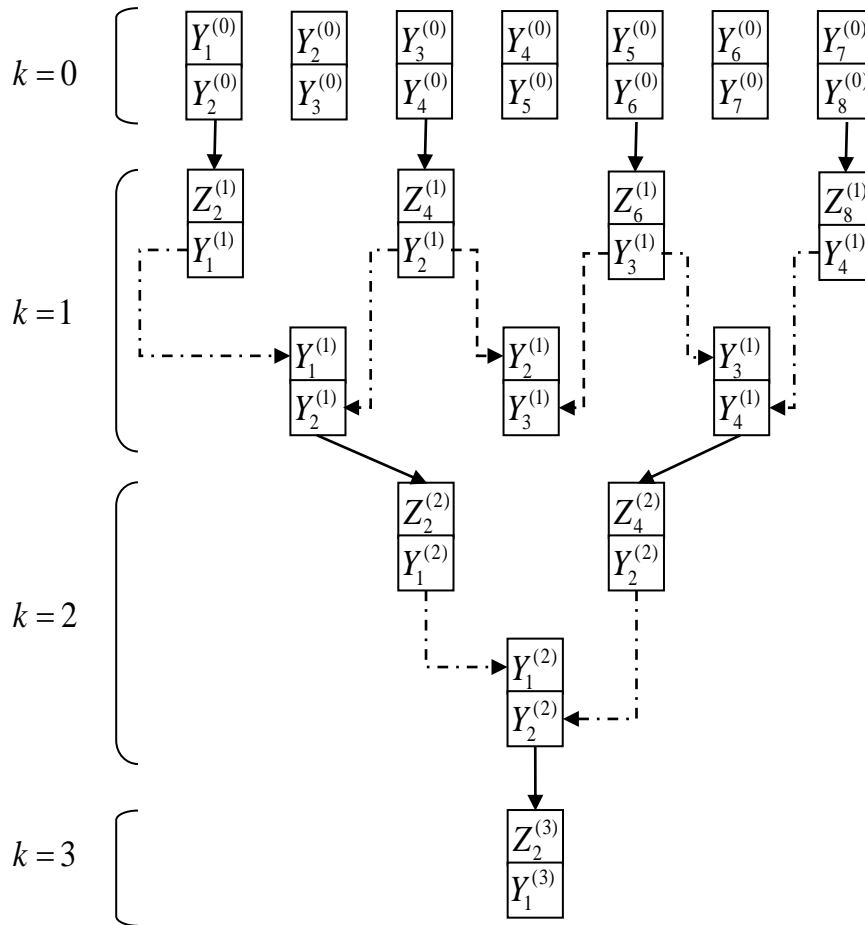 k = 0
Y_1^{(0)} Y_2^{(0)} Y_3^{(0)} Y_4^{(0)} Y_5^{(0)} Y_6^{(0)} Y_7^{(0)}
Y_2^{(0)} Y_3^{(0)} Y_4^{(0)} Y_5^{(0)} Y_6^{(0)} Y_7^{(0)} Y_8^{(0)}
k = 1
Z_2^{(1)} Z_4^{(1)} Z_6^{(1)} Z_8^{(1)}
Y_1^{(1)} Y_2^{(1)} Y_3^{(1)} Y_4^{(1)}
Y_1^{(1)} Y_2^{(1)} Y_3^{(1)}
Y_2^{(1)} Y_3^{(1)} Y_4^{(1)}
k = 2
Z_2^{(2)} Z_4^{(2)}
Y_1^{(2)} Y_2^{(2)}
Y_1^{(2)}
Y_2^{(2)}
k = 3
Z_2^{(3)}
Y_1^{(3)}